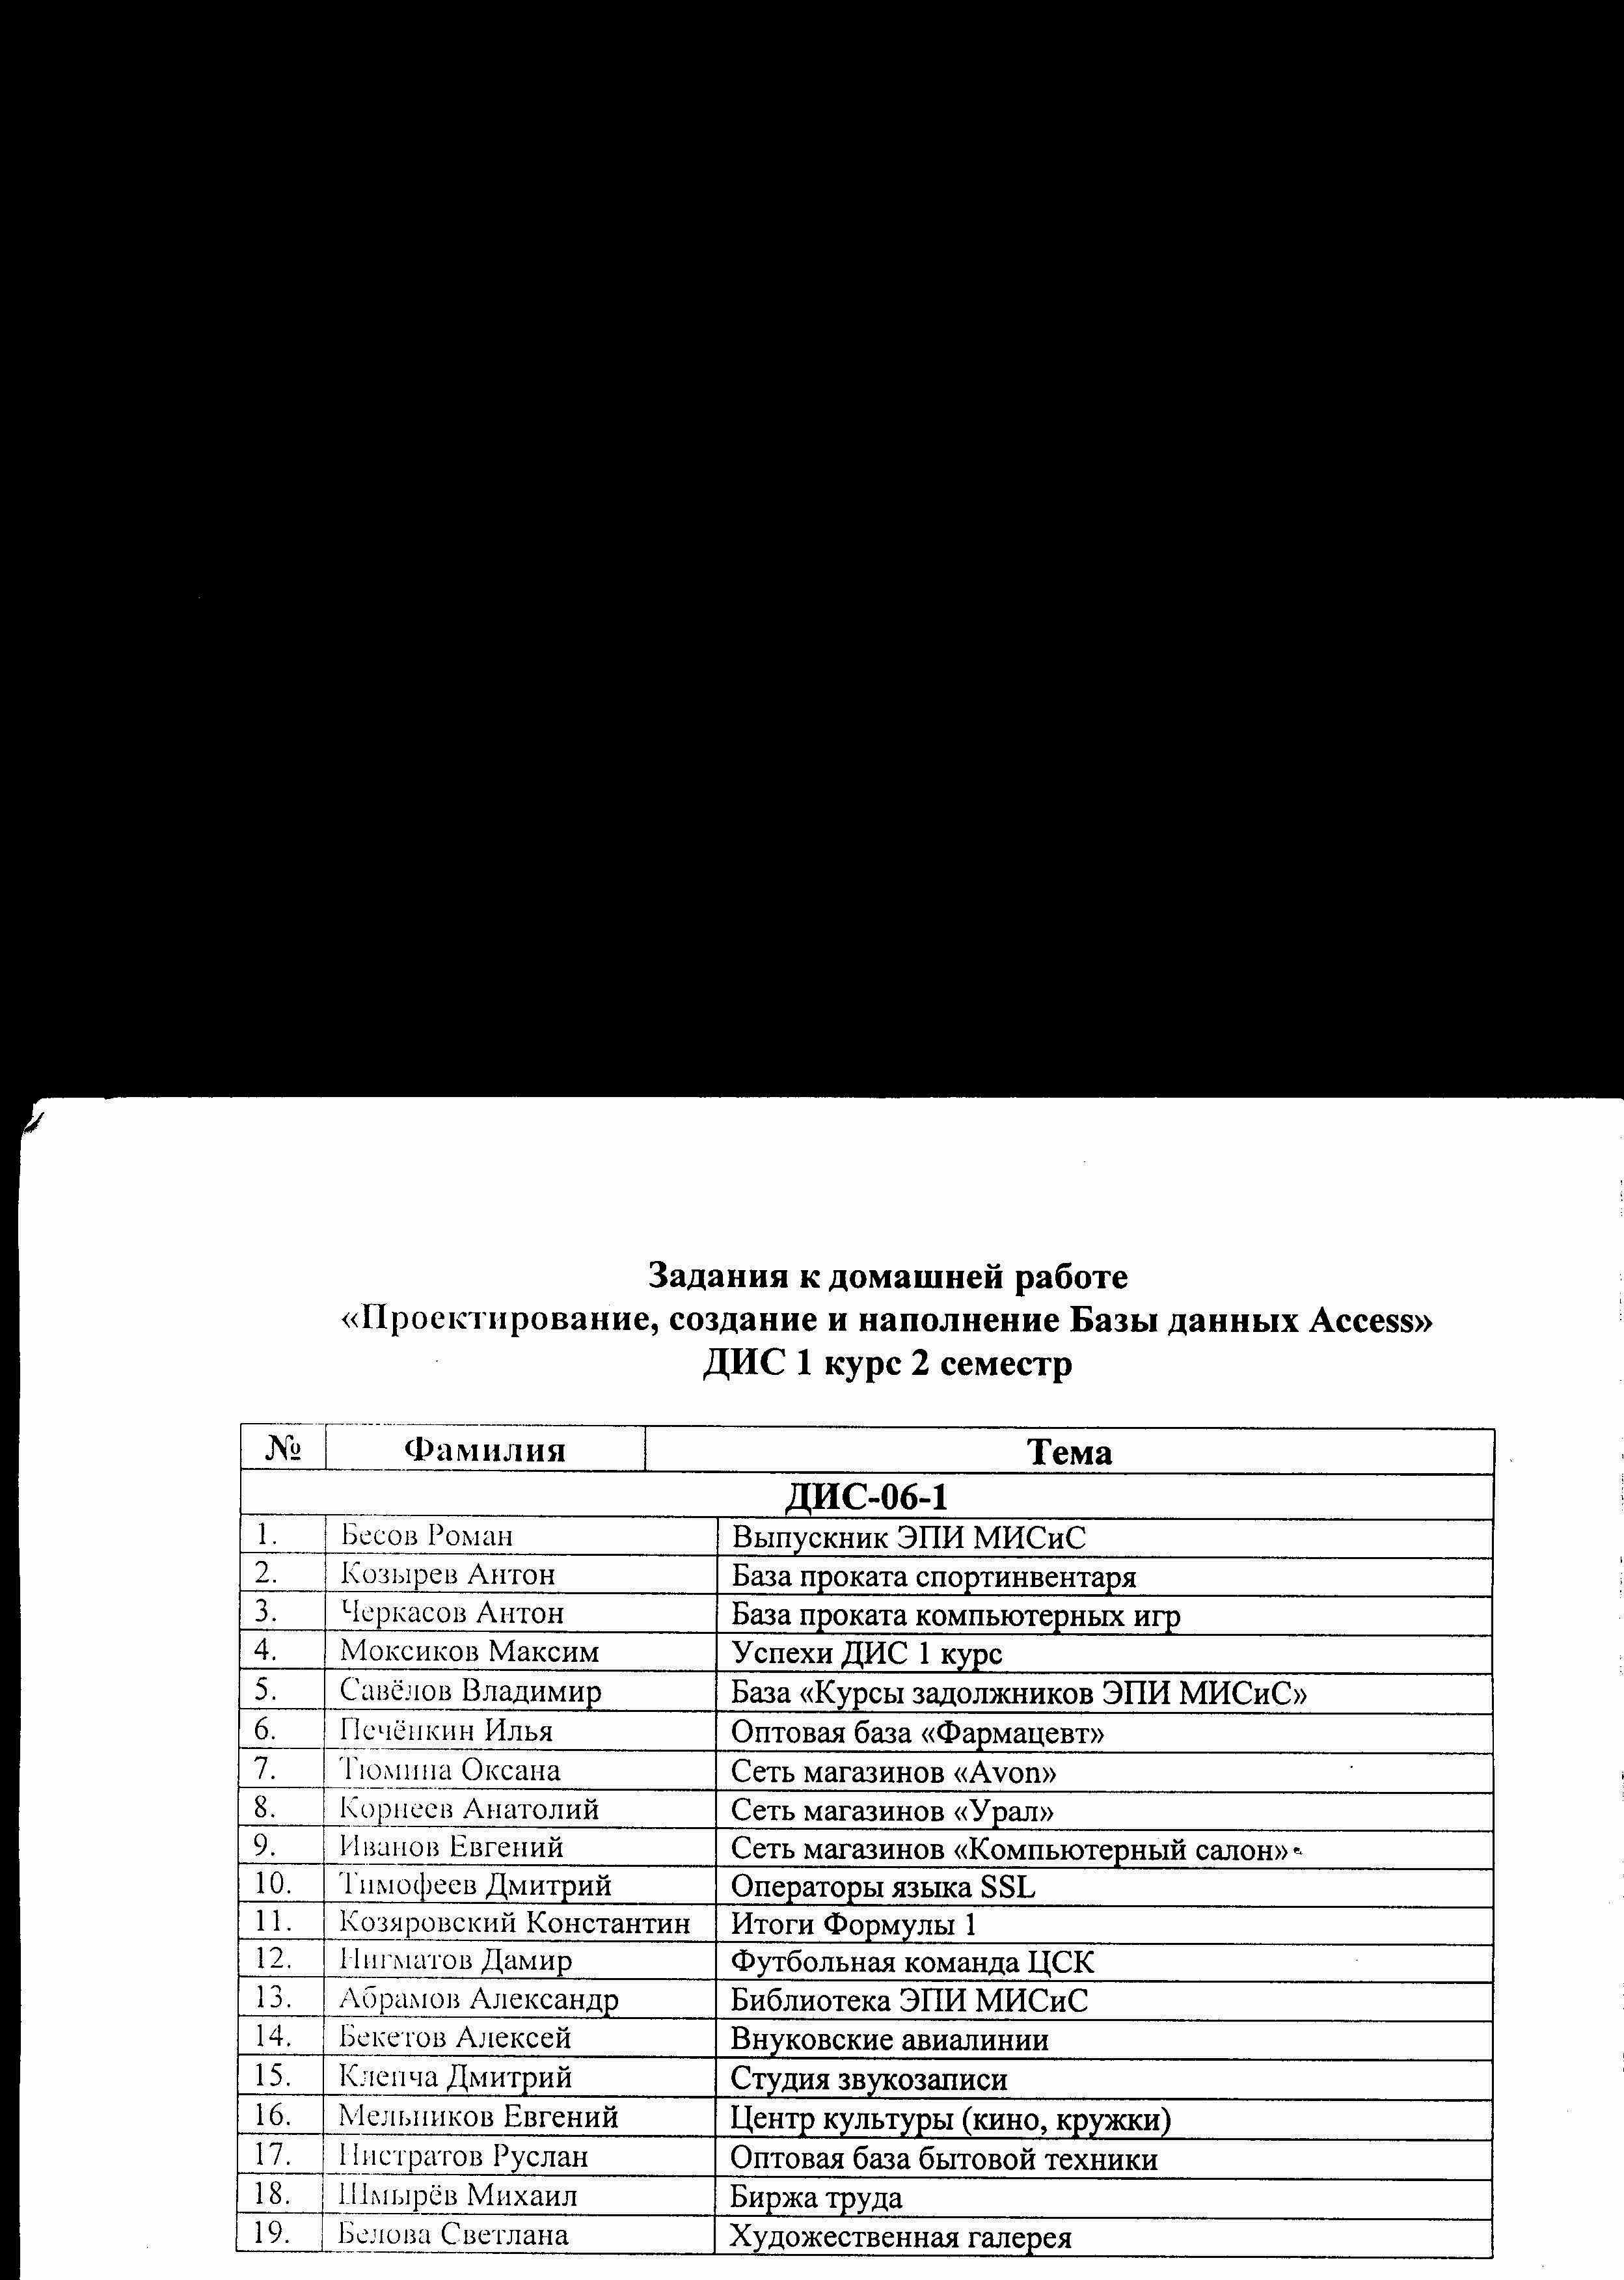 Задания к домашней работе
«Проектирование, создание и наполнение Базы данных Access»
ДИС 1 курс 2 семестр
№ Фамилия Тема
ДИС-06-1
1. Бесов Роман Выпускник ЭПИ МИСиС
2. Козырев Антон База проката спортинвентаря
3. Черкасов Антон База проката компьютерных игр
4. Моксиков Максим Успехи ДИС 1 курс
5. Савёлов Владимир База «Курсы задолжников ЭПИ МИСиС»
6. Печёнкин Илья Оптовая база «Фармацевт»
7. Тюмина Оксана Сеть магазинов «Avon»
8. Корнеев Анатолий Сеть магазинов «Урал»
9. Иванов Евгений Сеть магазинов «Компьютерный салон»
10. Тимофеев Дмитрий Операторы языка SSL
11. Козяровский Константин Итоги Формулы 1
12. Нигматов Дамир Футбольная команда ЦСК
13. Абрамов Александр Библиотека ЭПИ МИСиС
14. Бекетов Алексей Внуковские авиалинии
15. Клепча Дмитрий Студия звукозаписи
16. Мельников Евгений Центр культуры (кино, кружки)
17. Нистратов Руслан Оптовая база бытовой техники
18. Шмырёв Михаил Биржа труда
19. Белова Светлана Художественная галерея